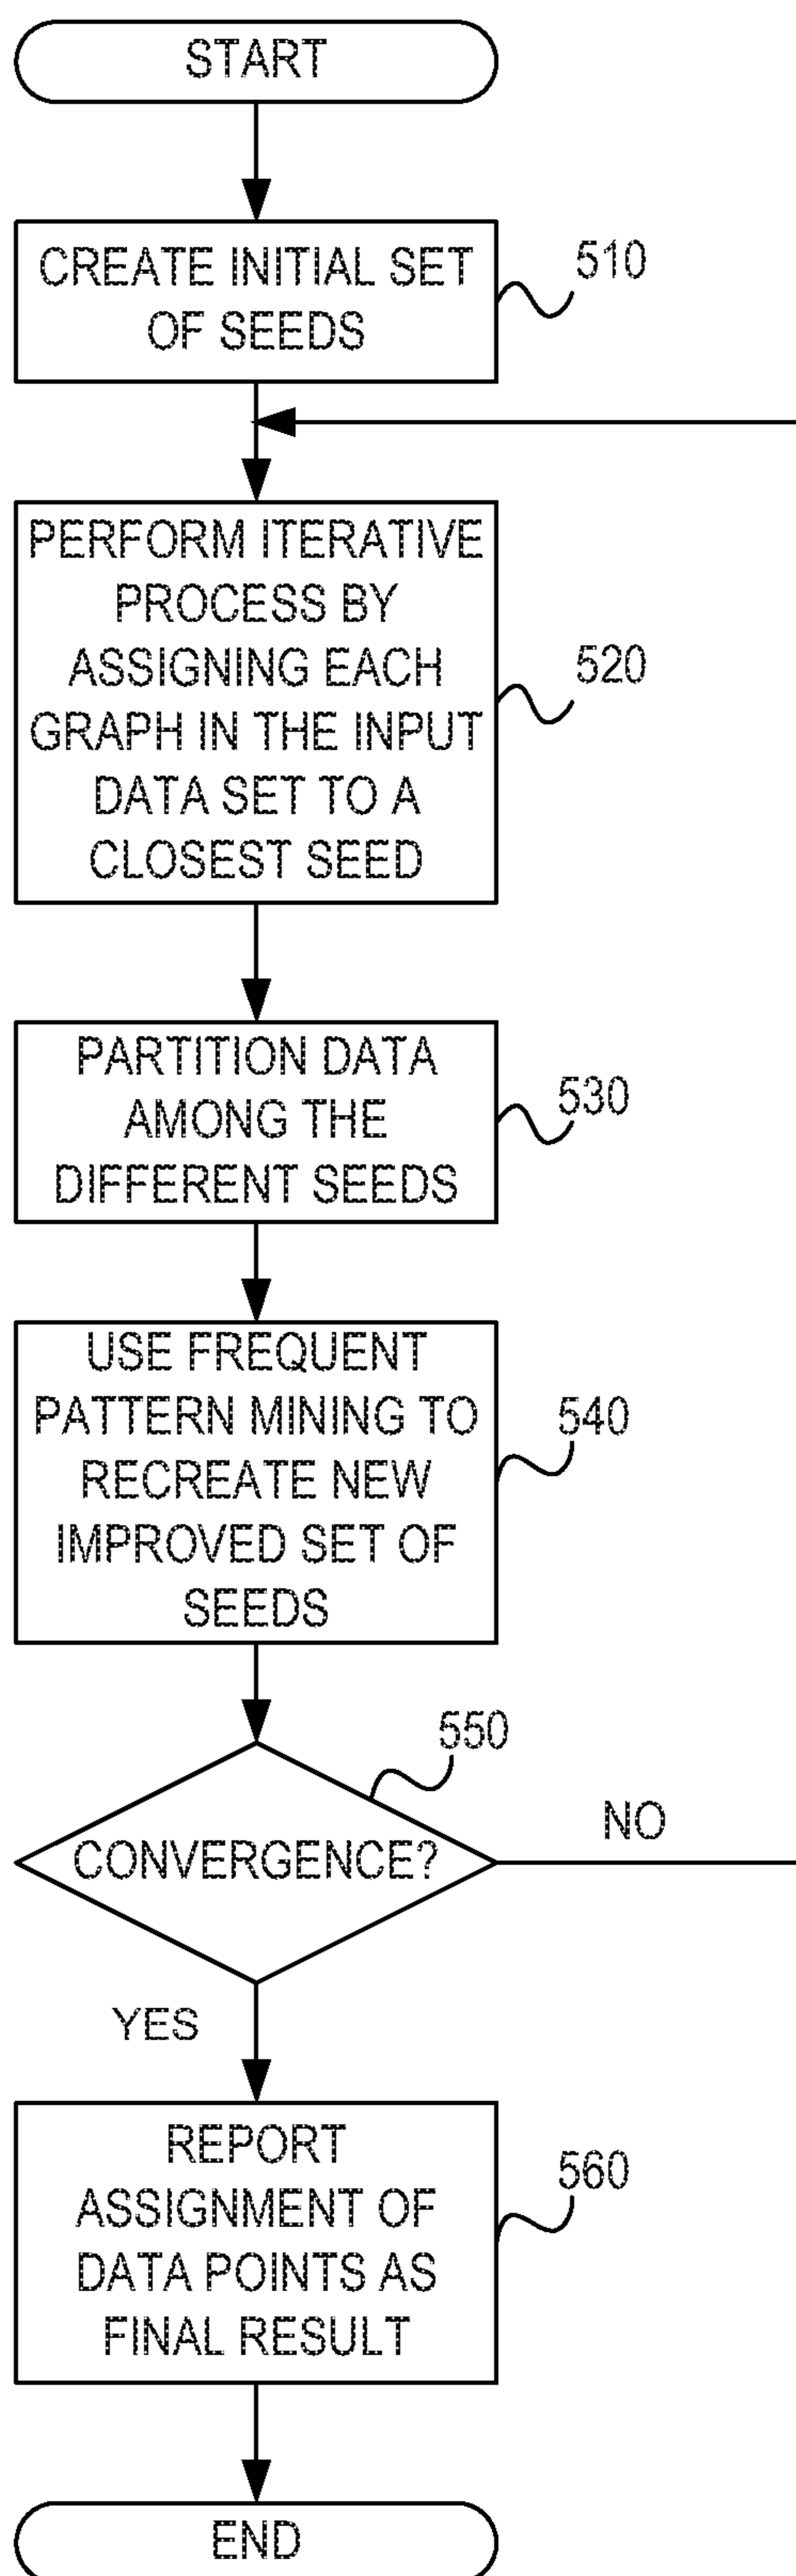 START
CREATE INITIAL SET
OF SEEDS
510
PERFORM ITERATIVE
PROCESS BY
ASSIGNING EACH
GRAPH IN THE INPUT
DATA SET TO A
CLOSEST SEED
520
PARTITION DATA
AMONG THE
DIFFERENT SEEDS
530
USE FREQUENT
PATTERN MINING TO
RECREATE NEW
IMPROVED SET OF
SEEDS
540
550
CONVERGENCE?
NO
YES
REPORT
ASSIGNMENT OF
DATA POINTS AS
FINAL RESULT
560
END